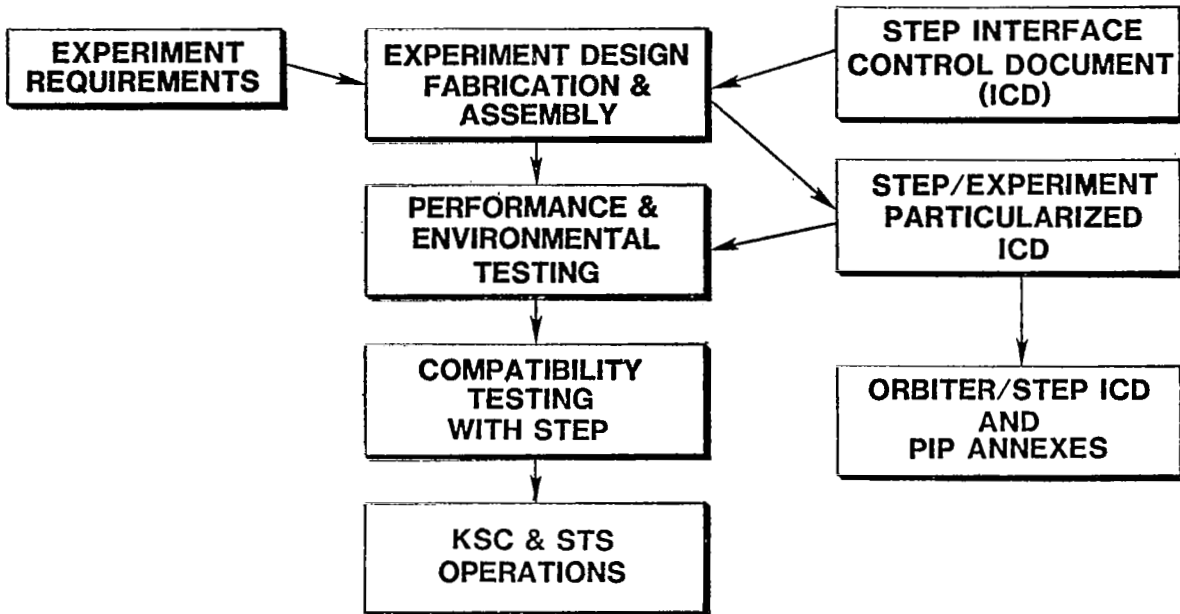 EXPERIMENT
REQUIREMENTS
EXPERIMENT DESIGN
FABRICATION &
ASSEMBLY
STEP INTERFACE
CONTROL DOCUMENT
(ICD)
PERFORMANCE &
ENVIRONMENTAL
TESTING
STEP/EXPERIMENT
PARTICULARIZED
ICD
COMPATIBILITY
TESTING
WITH STEP
ORBITER/STEP ICD
AND
PIP ANNEXES
KSC & STS
OPERATIONS